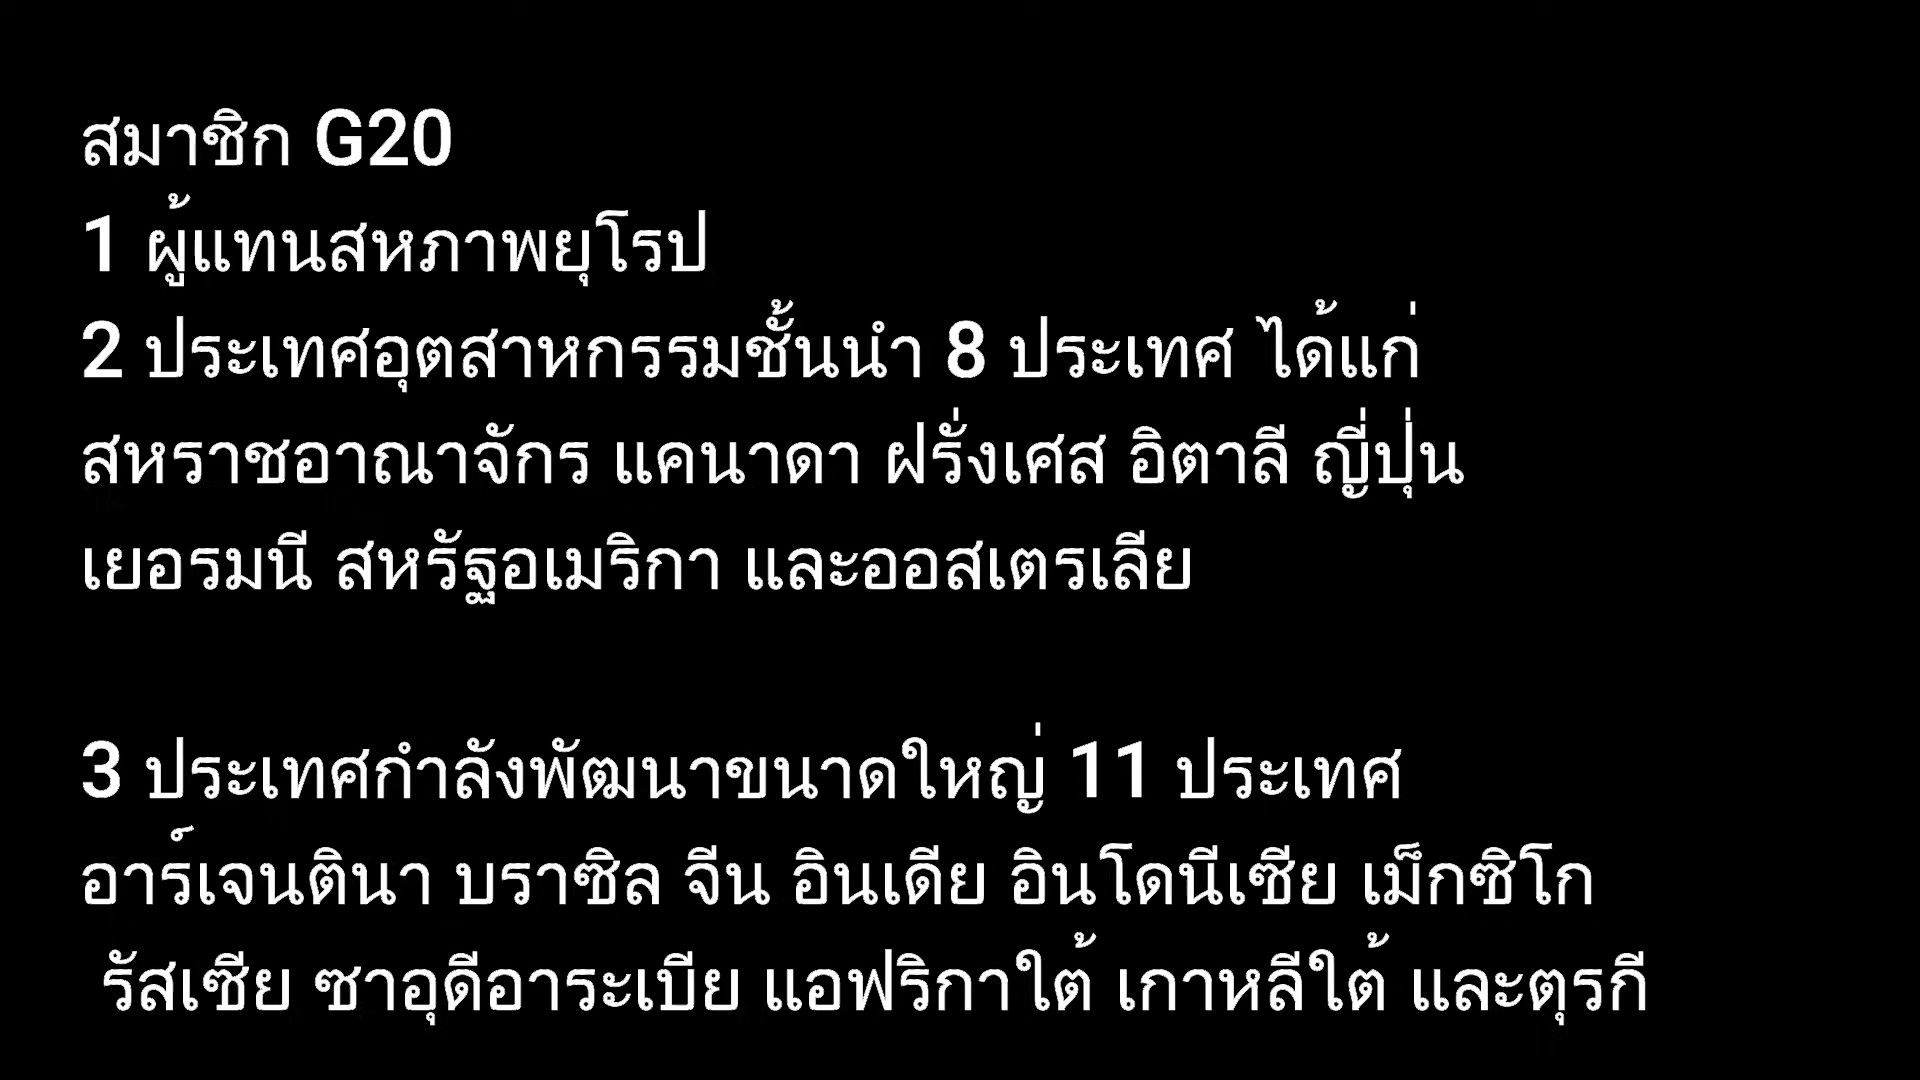 สมาชิก G20
1 ผู้แทนสหภาพยุโรป
2 ประเทศอุตสาหกรรมชั้นนำ 8 ประเทศ ได้แก่
สหราชอาณาจักร แคนาดา ฝรั่งเศส อิตาลี ญี่ปุ่น
เยอรมนี สหรัฐอเมริกา และออสเตรเลีย
3 ประเทศกำลังพัฒนาขนาดใหญ่ 11 ประเทศ
อาร์เจนตินา บราซิล จีน อินเดีย อินโดนีเซีย เม็กซิโก
รัสเซีย ซาอุดีอาระเบีย แอฟริกาใต้ เกาหลีใต้ และตุรกี